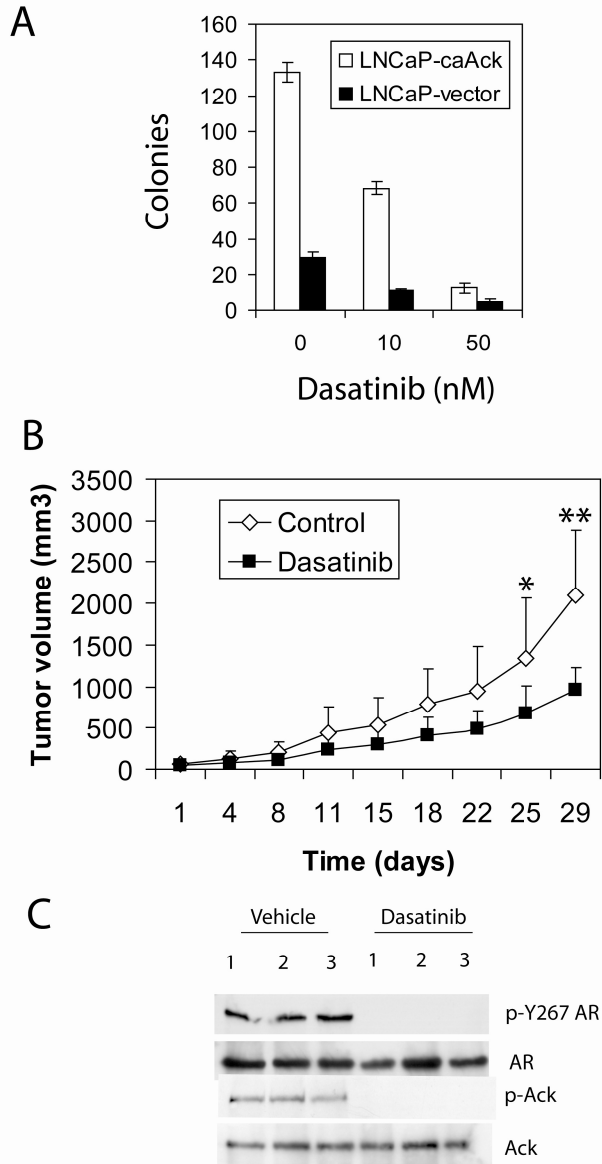 A
160
140
120
100
80
60
40
20
0
Colonies
LNCaP-caAck
LNCaP-vector
0 10 50
Dasatinib (nM)
B
3500
3000
2500
2000
1500
1000
500
0
Tumor volume (mm3)
Control
Dasatinib
*
**
1 4 8 11 15 18 22 25 29
Time (days)
C
Vehicle Dasatinib
1 2 3 1 2 3
p-Y267 AR
AR
p-Ack
Ack